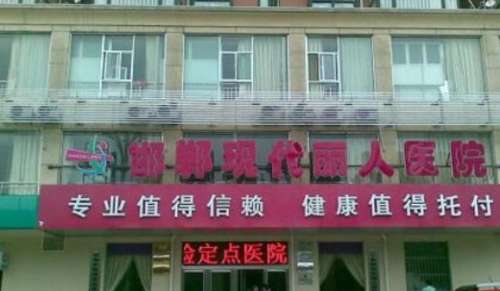 邯郸现代丽人医院
专业值得信赖 健康值得托付
检定点医院